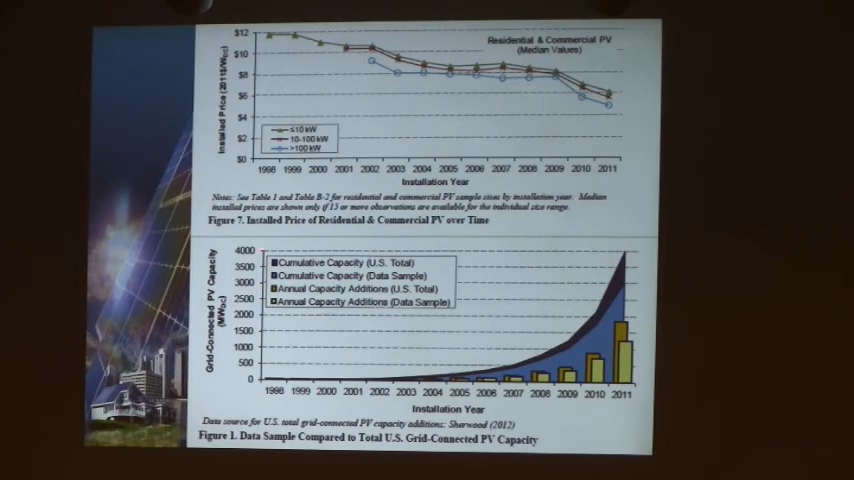 $12
$10
$8
$6
$4
$2
$0
Installed Price (2011$/WDC)
Residential & Commercial PV
(Median Values)
≤10 kW
10-100 kW
>100 kW
1998 1999 2000 2001 2002 2003 2004 2005 2006 2007 2008 2009 2010 2011
Installation Year
Notes: See Table 1 and Table B-2 for residential and commercial PV sample sizes by installation year. Median
installed prices are shown only if 15 or more observations are available for the individual size range.
Figure 7. Installed Price of Residential & Commercial PV over Time
4000
3500
3000
2500
2000
1500
1000
500
0
Grid-Connected PV Capacity
(MWDC)
Cumulative Capacity (U.S. Total)
Cumulative Capacity (Data Sample)
Annual Capacity Additions (U.S. Total)
Annual Capacity Additions (Data Sample)
1998 1999 2000 2001 2002 2003 2004 2005 2006 2007 2008 2009 2010 2011
Installation Year
Data source for U.S. total grid-connected PV capacity additions: Sherwood (2012)
Figure 1. Data Sample Compared to Total U.S. Grid-Connected PV Capacity